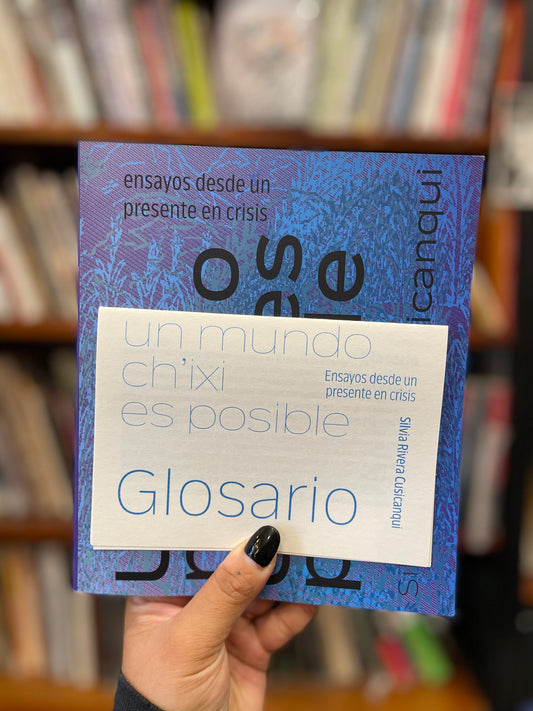 ensayos desde un
presente en crisis
un mundo
ch'ixi
es posible
Ensayos desde un
presente en crisis
Silvia Rivera Cusicanqui
Glosario
icanqui
S